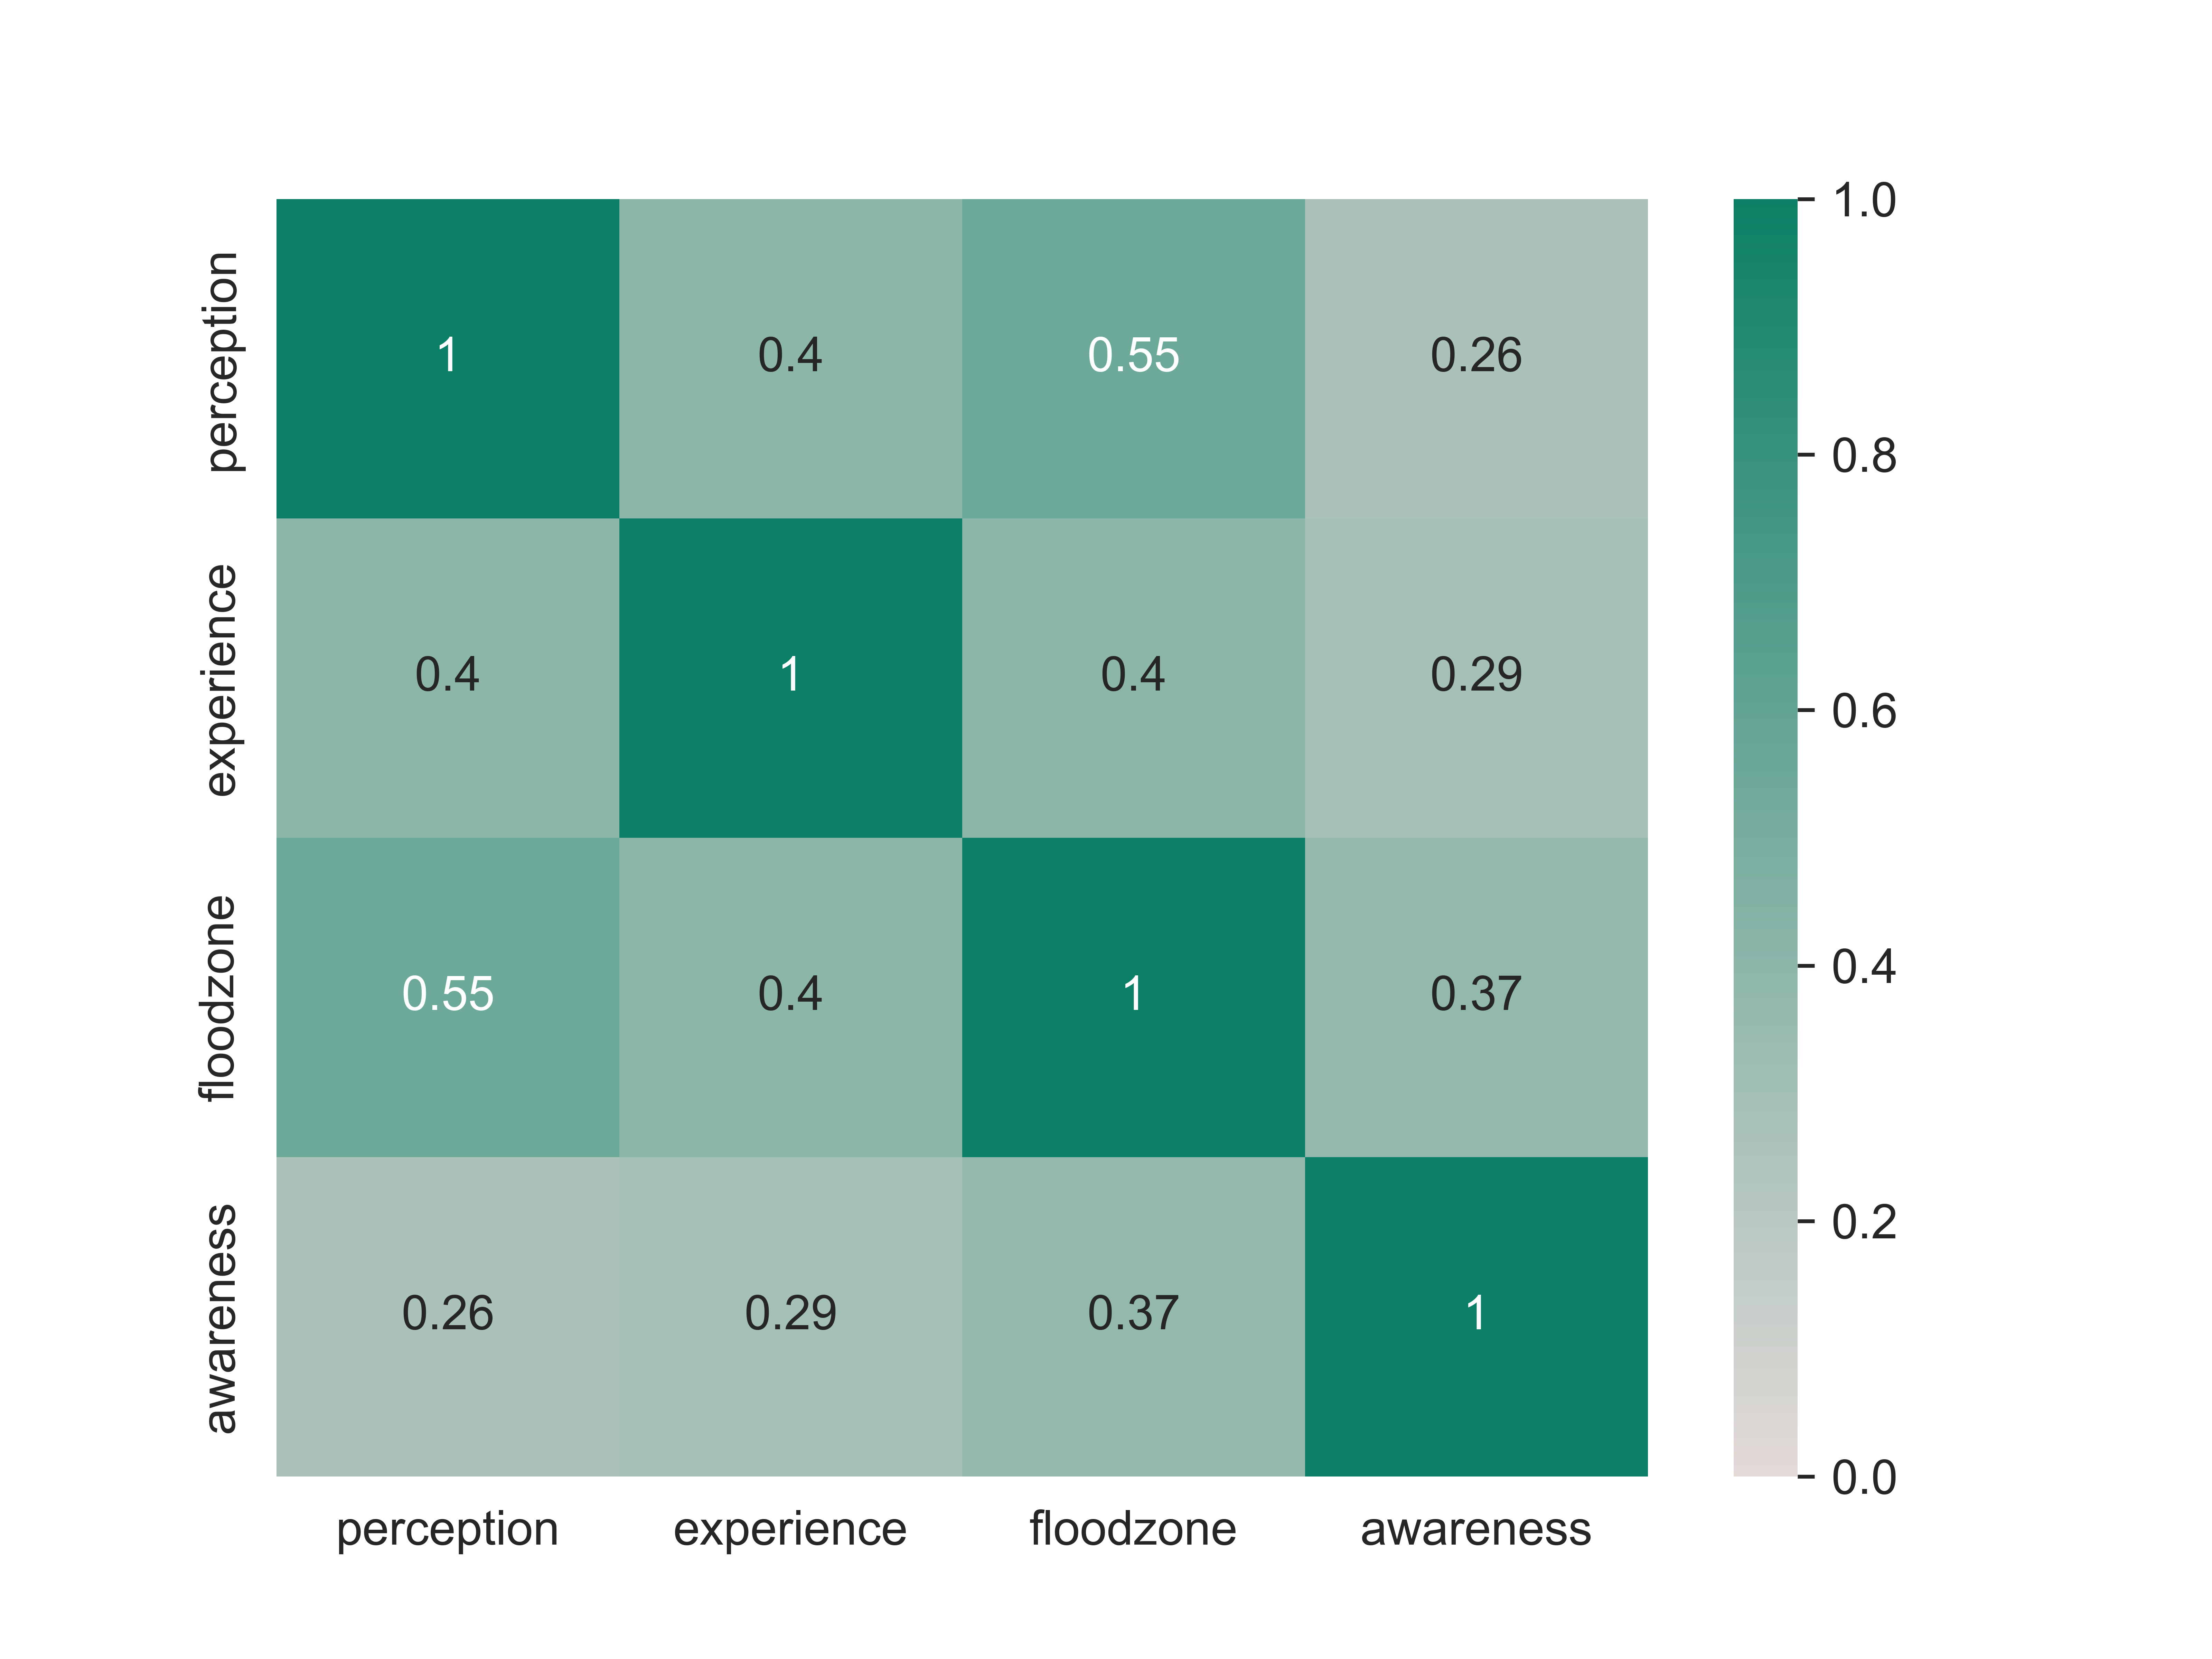 perception 1 0.4 0.55 0.26
experience 0.4 1 0.4 0.29
floodzone 0.55 0.4 1 0.37
awareness 0.26 0.29 0.37 1
perception experience floodzone awareness
1.0
0.8
0.6
0.4
0.2
0.0